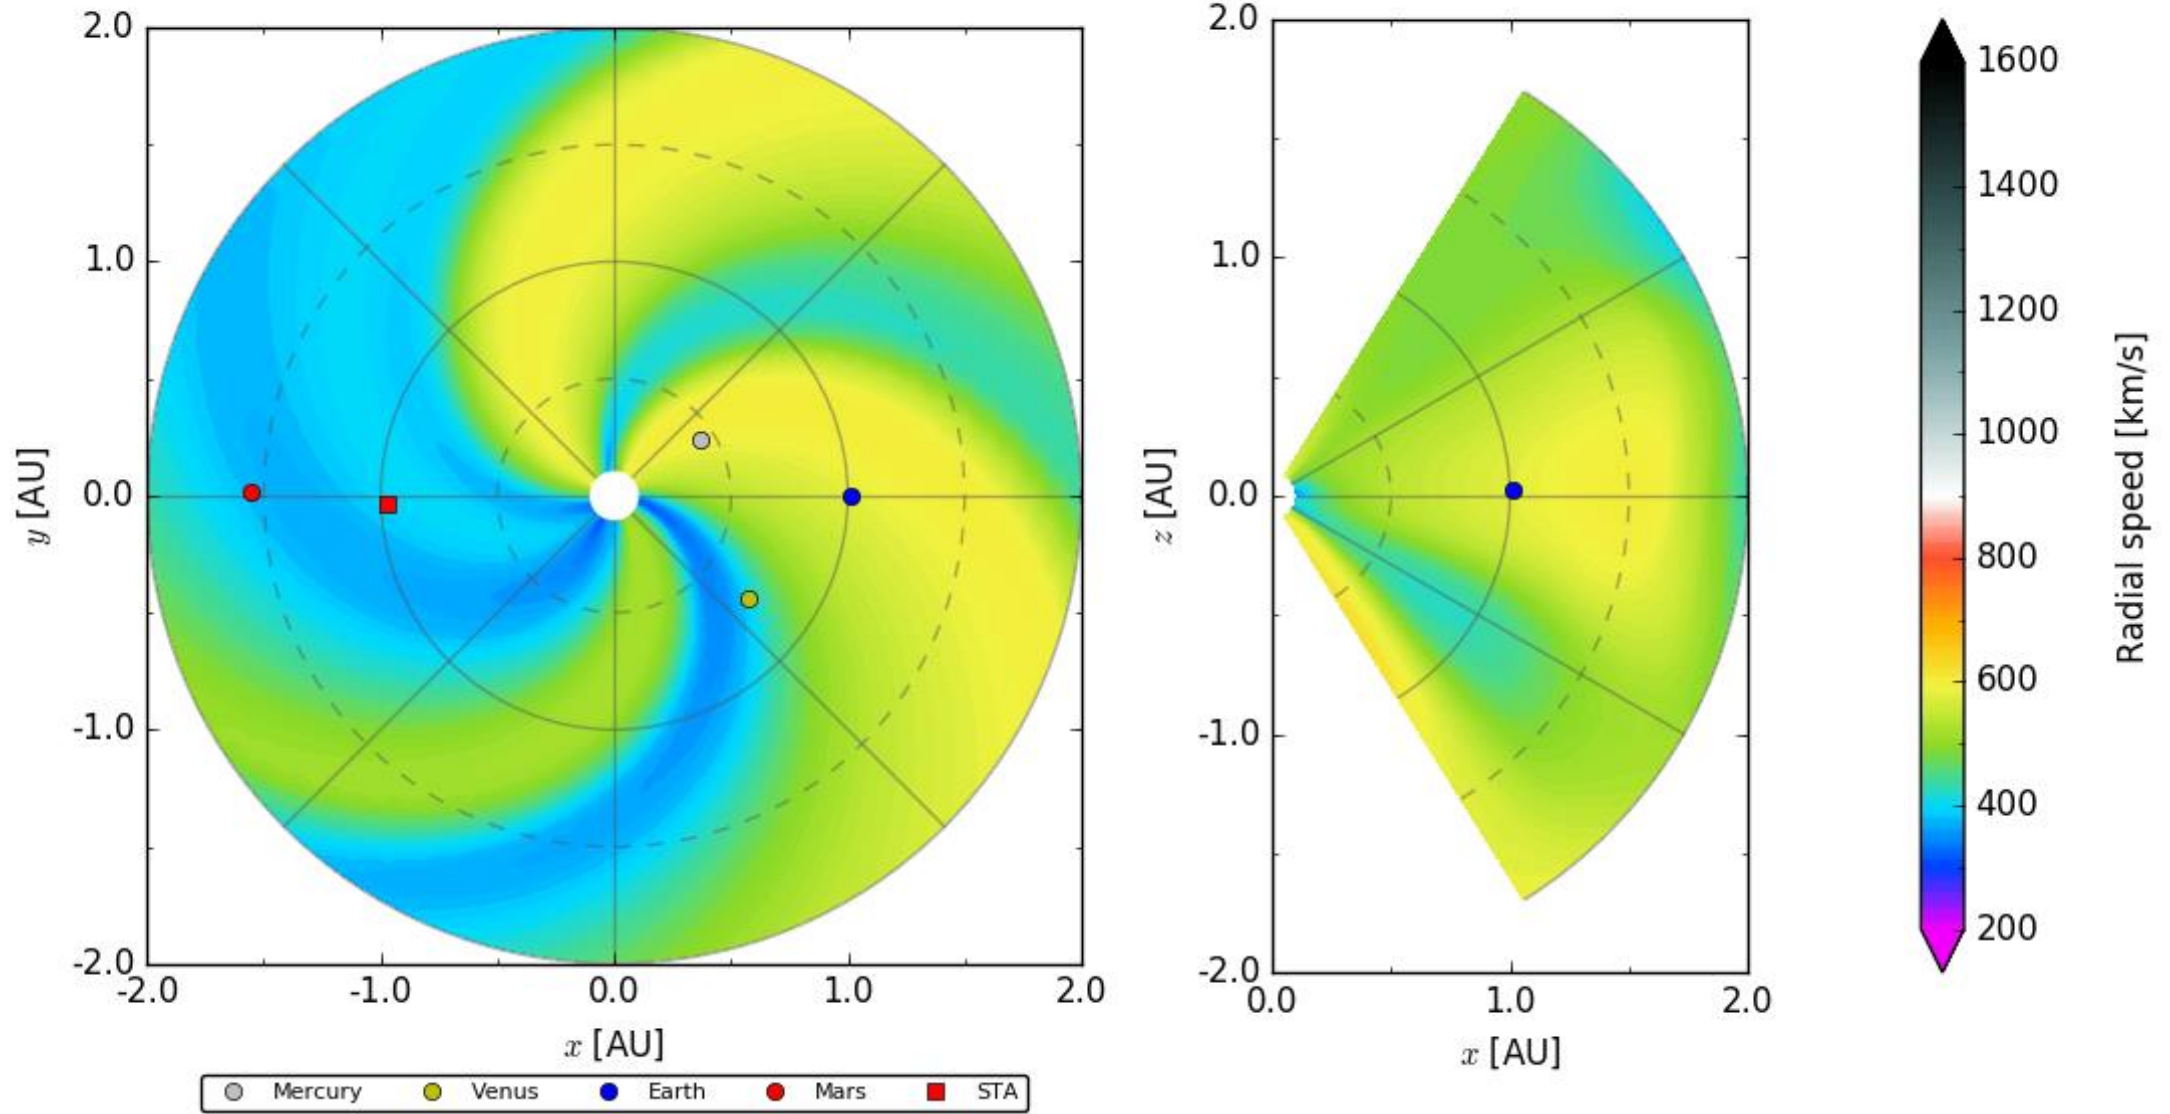 2.0
1.0
0.0
-1.0
-2.0
y [AU]
-2.0 -1.0 0.0 1.0 2.0
x [AU]
Mercury Venus Earth Mars STA
2.0
1.0
0.0
-1.0
-2.0
z [AU]
0.0 1.0 2.0
x [AU]
1600
1400
1200
1000
800
600
400
200
Radial speed [km/s]